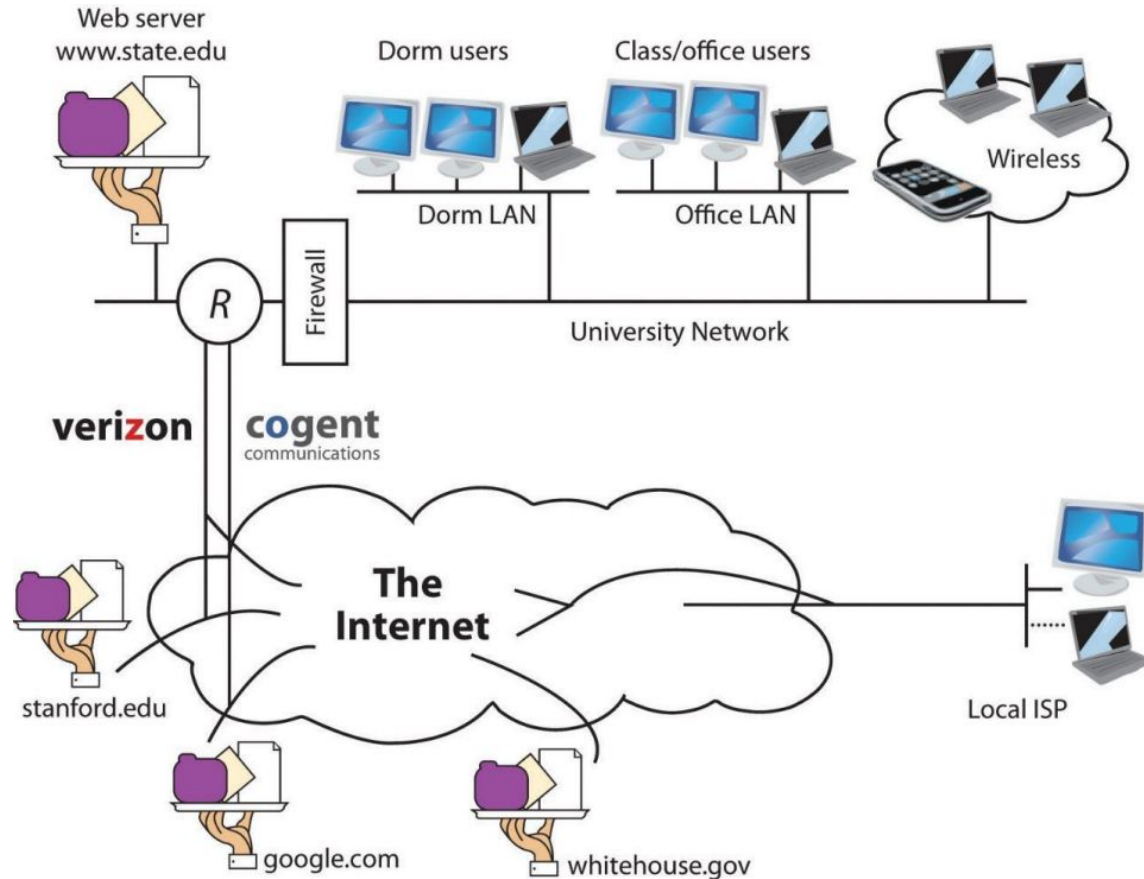 Web server
www.state.edu
Dorm users
Class/office users
Wireless
Dorm LAN
Office LAN
R
Firewall
University Network
verizon
cogent
communications
The
Internet
stanford.edu
Local ISP
google.com
whitehouse.gov